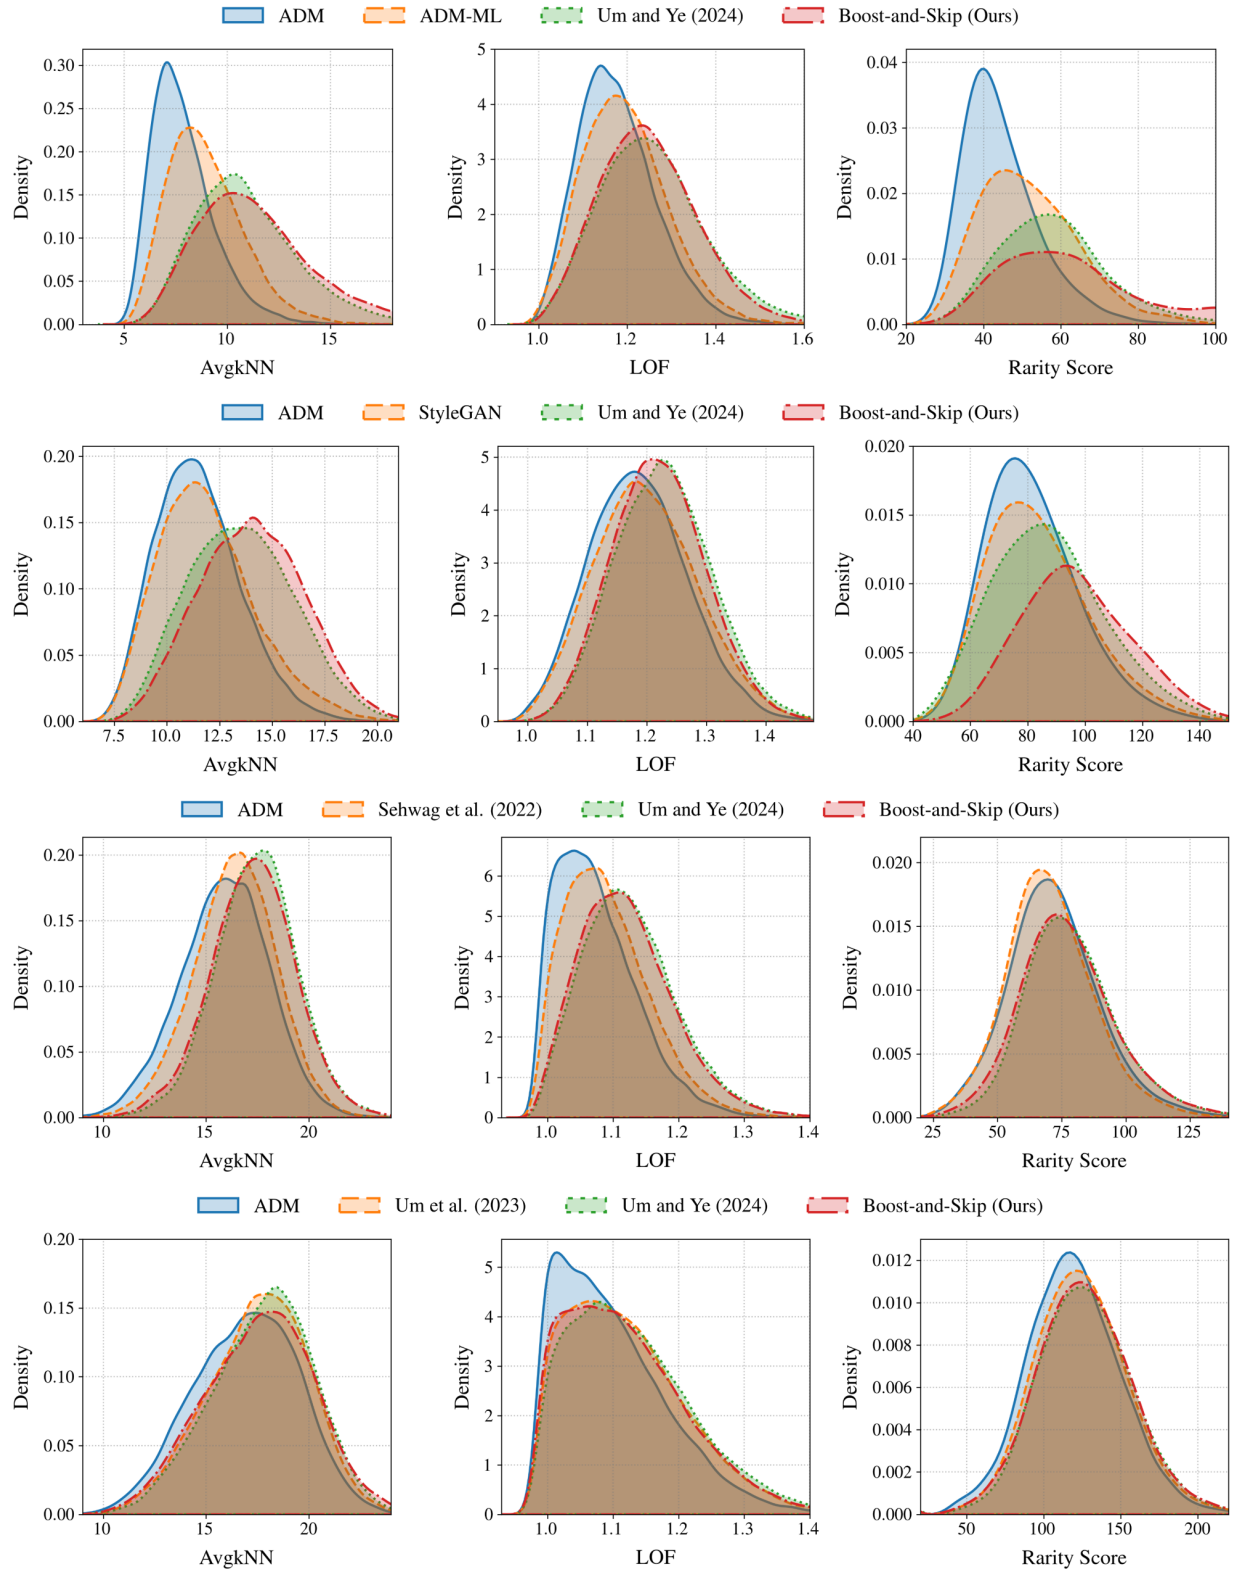 ADM ADM-ML Um and Ye (2024) Boost-and-Skip (Ours)
0.30 0.25 0.20 0.15 0.10 0.05 0.00
Density
5 10 15
AvgkNN
5 4 3 2 1 0
Density
1.0 1.2 1.4 1.6
LOF
0.04 0.03 0.02 0.01 0.00
Density
20 40 60 80 100
Rarity Score
ADM StyleGAN Um and Ye (2024) Boost-and-Skip (Ours)
0.20 0.15 0.10 0.05 0.00
Density
7.5 10.0 12.5 15.0 17.5 20.0
AvgkNN
5 4 3 2 1 0
Density
1.0 1.1 1.2 1.3 1.4
LOF
0.020 0.015 0.010 0.005 0.000
Density
40 60 80 100 120 140
Rarity Score
ADM Sehwag et al. (2022) Um and Ye (2024) Boost-and-Skip (Ours)
0.20 0.15 0.10 0.05 0.00
Density
10 15 20
AvgkNN
6 5 4 3 2 1 0
Density
1.0 1.1 1.2 1.3 1.4
LOF
0.020 0.015 0.010 0.005 0.000
Density
25 50 75 100 125
Rarity Score
ADM Um et al. (2023) Um and Ye (2024) Boost-and-Skip (Ours)
0.20 0.15 0.10 0.05 0.00
Density
10 15 20
AvgkNN
5 4 3 2 1 0
Density
1.0 1.1 1.2 1.3 1.4
LOF
0.012 0.010 0.008 0.006 0.004 0.002 0.000
Density
50 100 150 200
Rarity Score